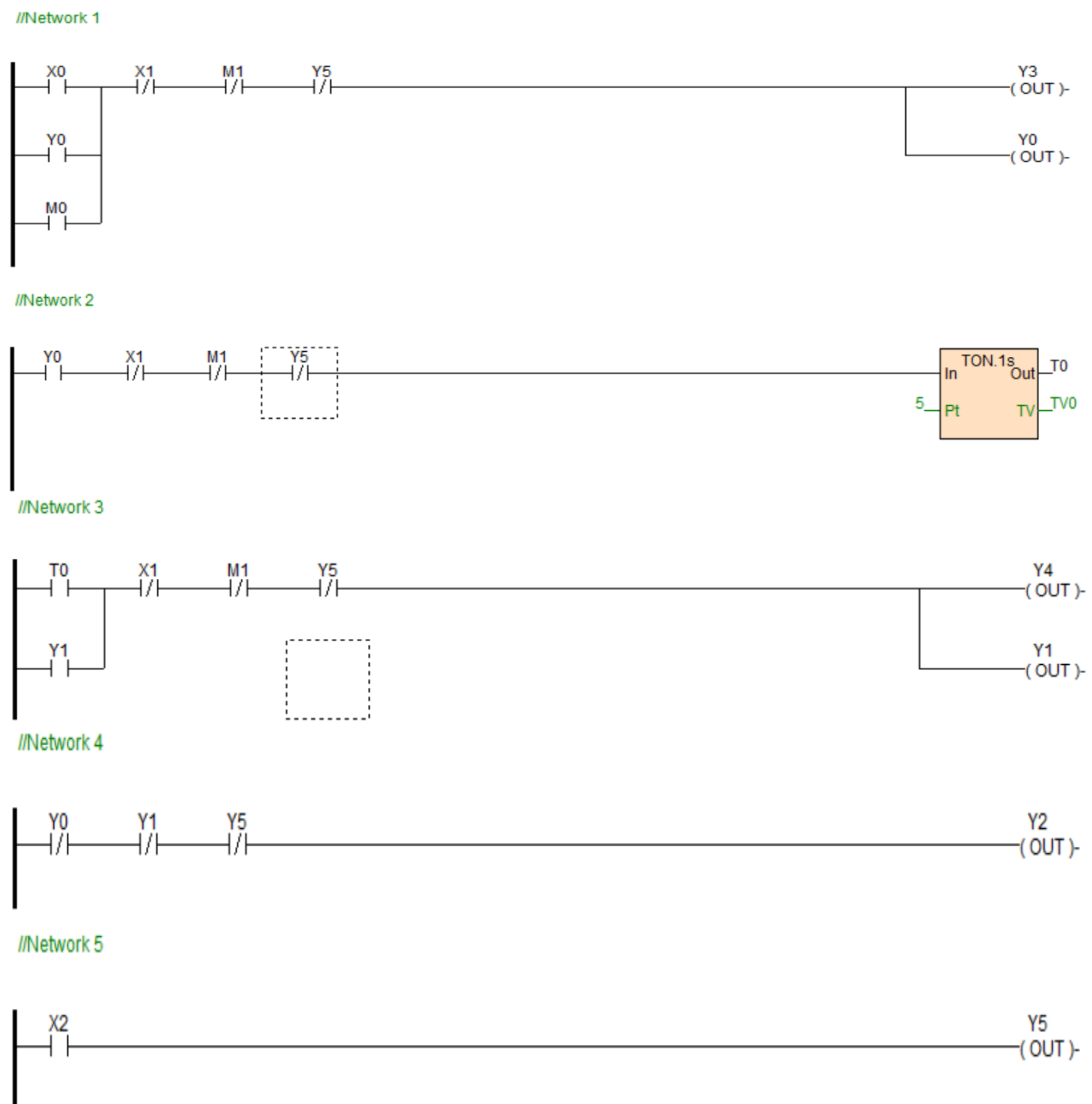 //Network 1
X0 X1 M1 Y5 Y3
( OUT )-
Y0 Y0
( OUT )-
M0
//Network 2
Y0 X1 M1 Y5 TON.1s T0
In Out
5 Pt TV TV0
//Network 3
T0 X1 M1 Y5 Y4
( OUT )-
Y1 Y1
( OUT )-
//Network 4
Y0 Y1 Y5 Y2
( OUT )-
//Network 5
X2 Y5
( OUT )-